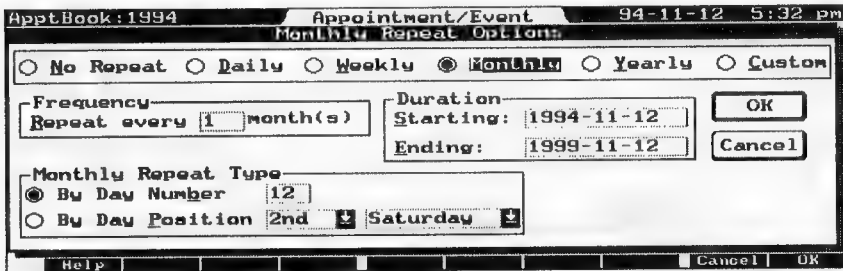 ApptBook:1994 Appointment/Event 94-11-12 5:32 pm
Monthly Repeat Options
No Repeat Daily Weekly Monthly Yearly Custom
Frequency
Repeat every 1 month(s)
Duration
Starting: 1994-11-12
Ending: 1999-11-12
OK
Cancel
Monthly Repeat Type
By Day Number 12
By Day Position 2nd Saturday
Help Cancel OK